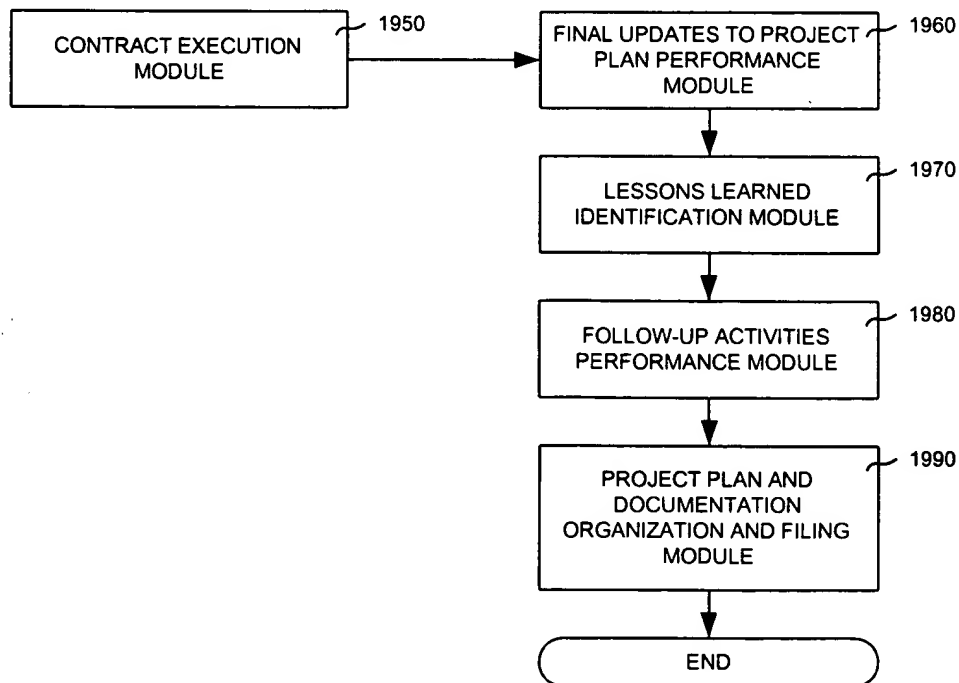 CONTRACT EXECUTION
MODULE
1950
FINAL UPDATES TO PROJECT
PLAN PERFORMANCE
MODULE
1960
LESSONS LEARNED
IDENTIFICATION MODULE
1970
FOLLOW-UP ACTIVITIES
PERFORMANCE MODULE
1980
PROJECT PLAN AND
DOCUMENTATION
ORGANIZATION AND FILING
MODULE
1990
END